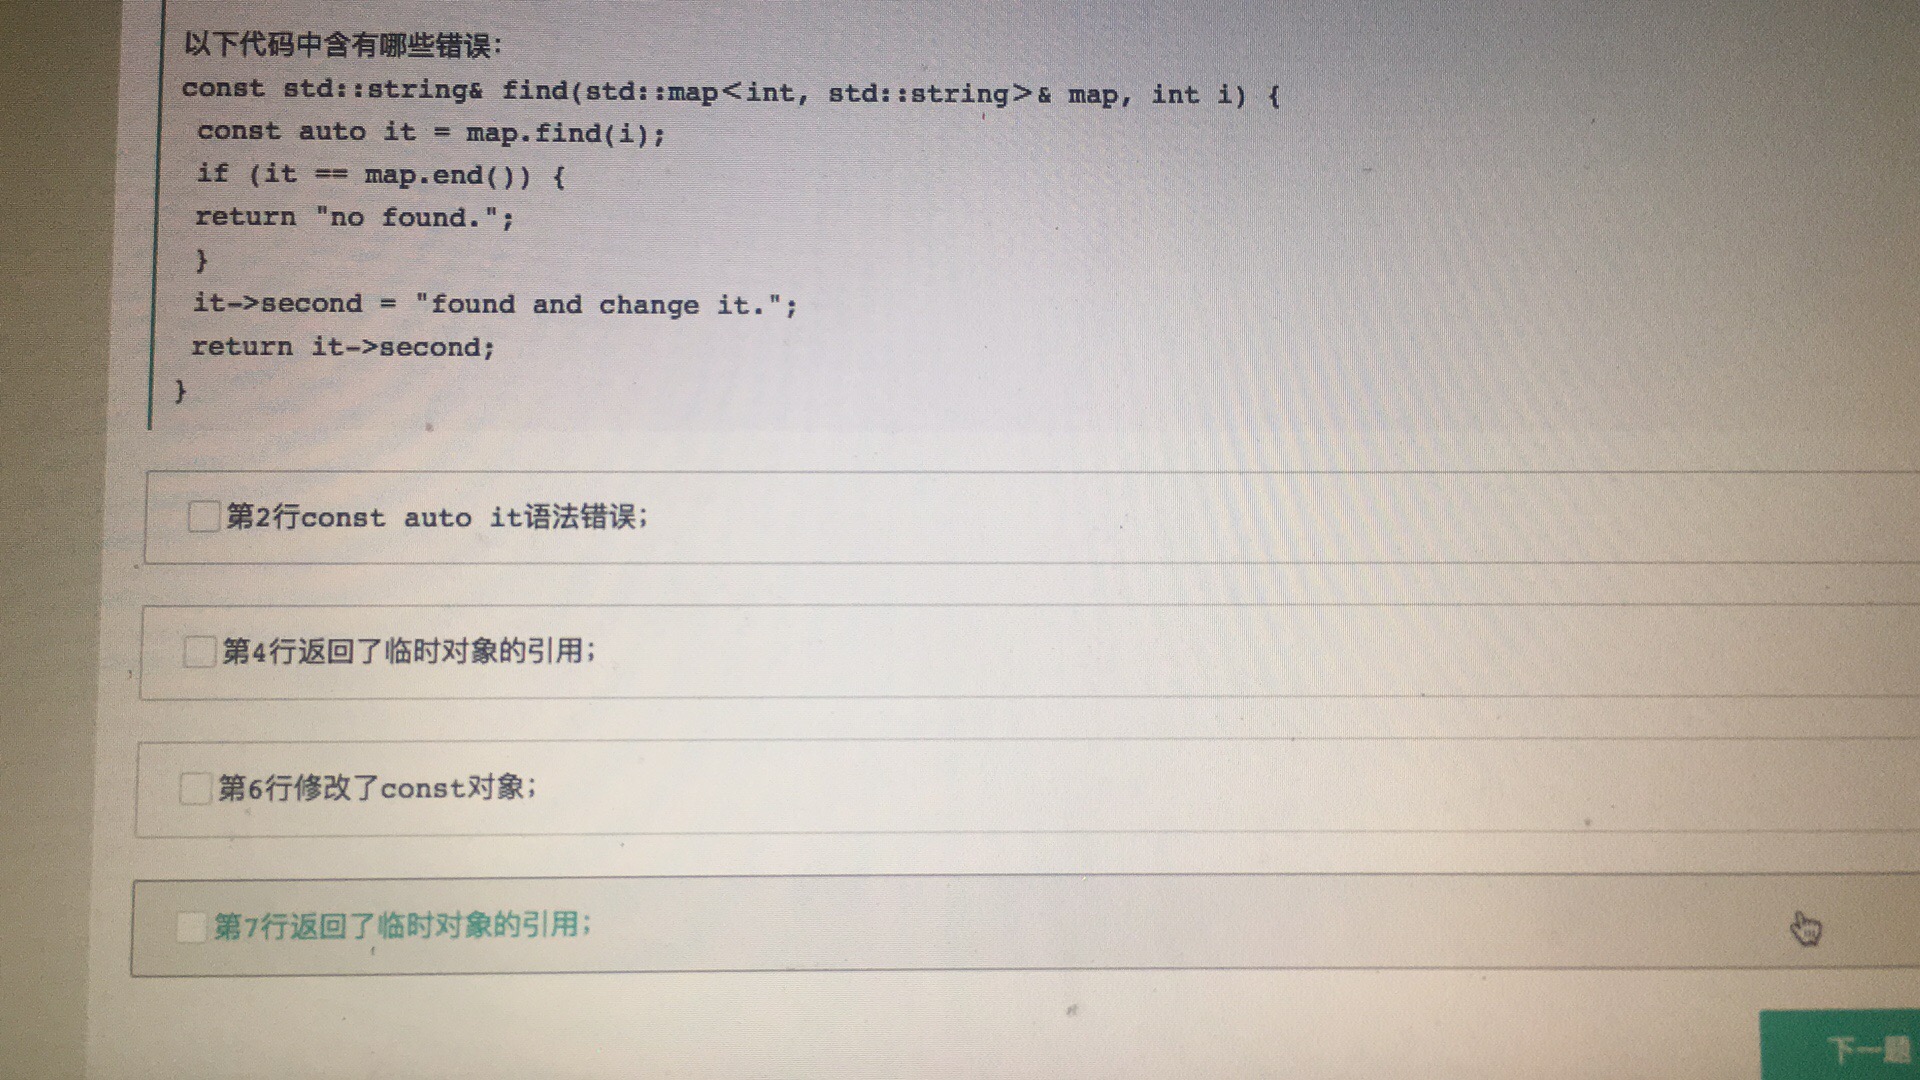 以下代码中含有哪些错误:
const std::string& find(std::map<int, std::string>& map, int i) {
const auto it = map.find(i);
if (it == map.end()) {
return "no found.";
}
it->second = "found and change it.";
return it->second;
}
第2行const auto it语法错误;
第4行返回了临时对象的引用;
第6行修改了const对象;
第7行返回了临时对象的引用;
下一题